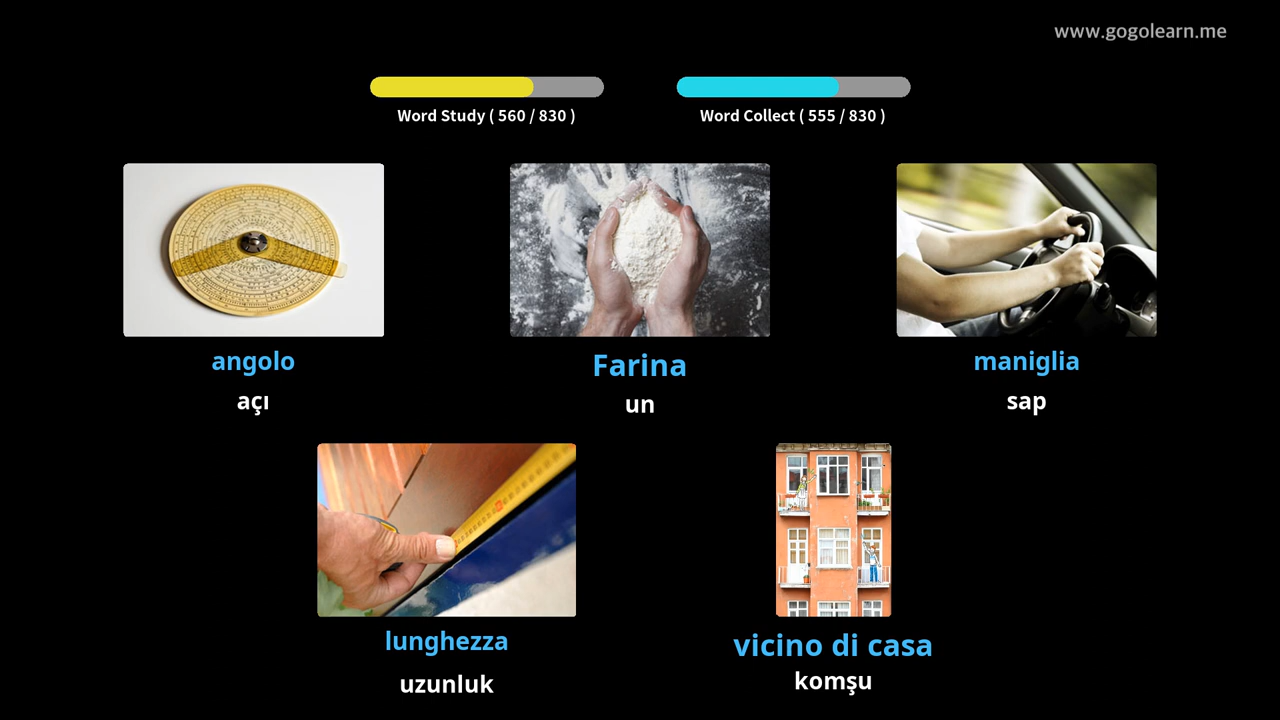 www.gogolearn.me
Word Study ( 560 / 830 )
Word Collect ( 555 / 830 )
angolo
açı
Farina
un
maniglia
sap
lunghezza
uzunluk
vicino di casa
komşu